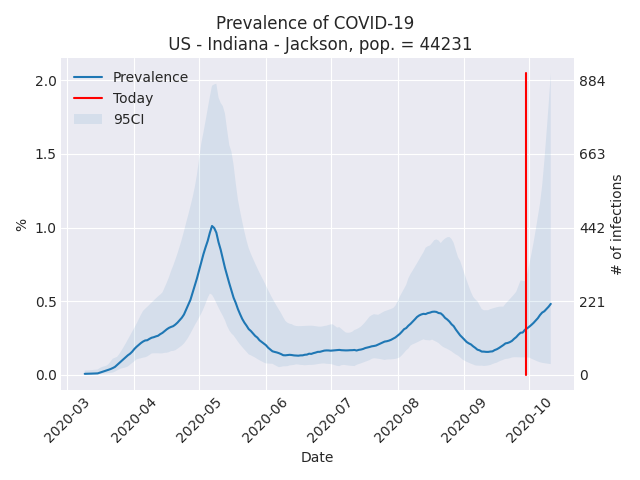 Prevalence of COVID-19
US - Indiana - Jackson, pop. = 44231
Prevalence
Today
95CI
2.0
1.5
1.0
0.5
0.0
%
884
663
442
221
0
# of infections
2020-03
2020-04
2020-05
2020-06
2020-07
2020-08
2020-09
2020-10
Date